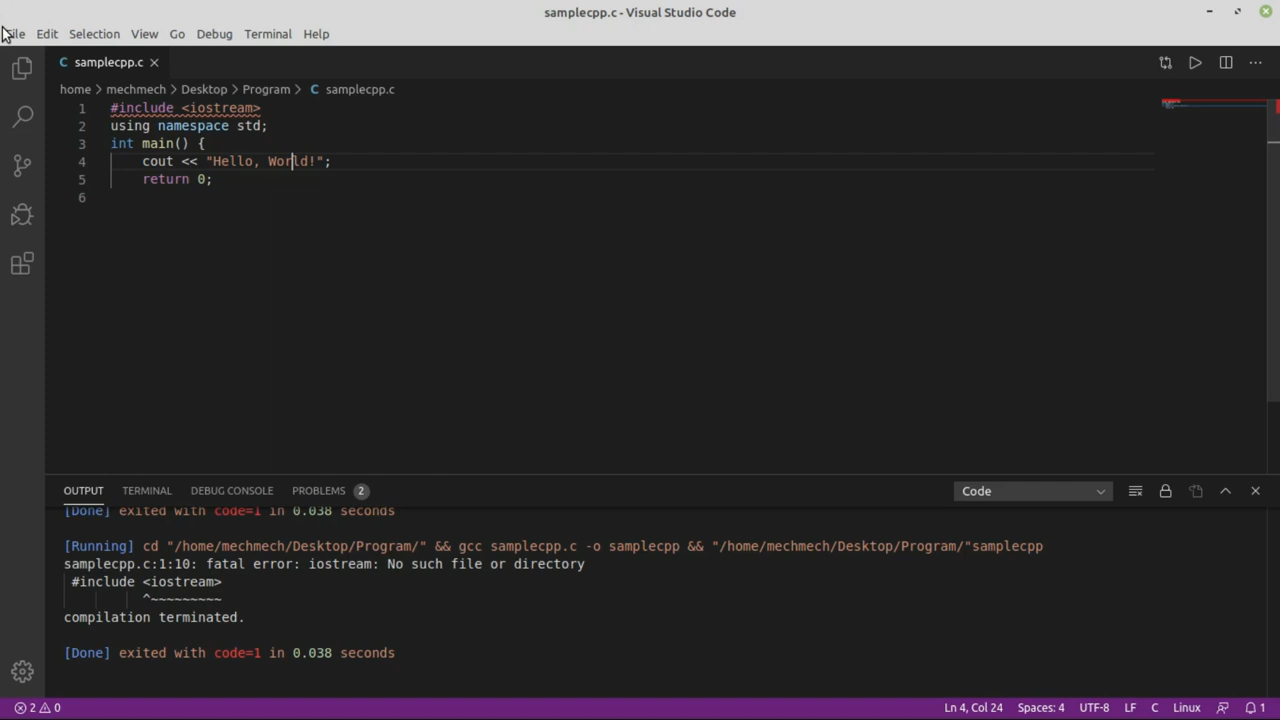 samplecpp.c - Visual Studio Code
File Edit Selection View Go Debug Terminal Help
samplecpp.c
home > mechmech > Desktop > Program > C samplecpp.c
1 #include <iostream>
2 using namespace std;
3 int main() {
4 cout << "Hello, World!";
5 return 0;
6
OUTPUT TERMINAL DEBUG CONSOLE PROBLEMS 2 Code
[Done] exited with code=1 in 0.038 seconds
[Running] cd "/home/mechmech/Desktop/Program/" && gcc samplecpp.c -o samplecpp && "/home/mechmech/Desktop/Program/"samplecpp
samplecpp.c:1:10: fatal error: iostream: No such file or directory
#include <iostream>
^~~~~~~~~~
compilation terminated.
[Done] exited with code=1 in 0.038 seconds
2 0 Ln 4, Col 24 Spaces: 4 UTF-8 LF C Linux 1